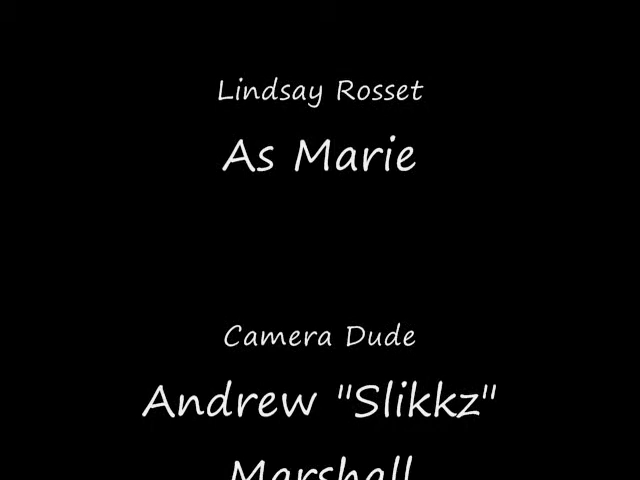 Lindsay Rosset
As Marie
Camera Dude
Andrew "Slikkz"
Marshall